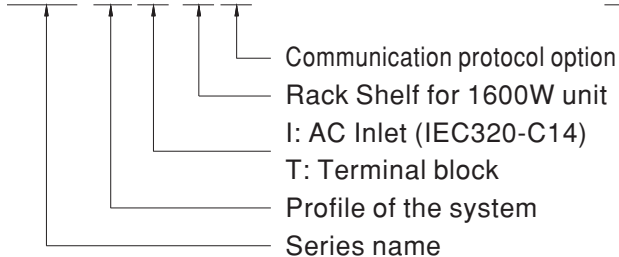 Communication protocol option
Rack Shelf for 1600W unit
I: AC Inlet (IEC320-C14)
T: Terminal block
Profile of the system
Series name